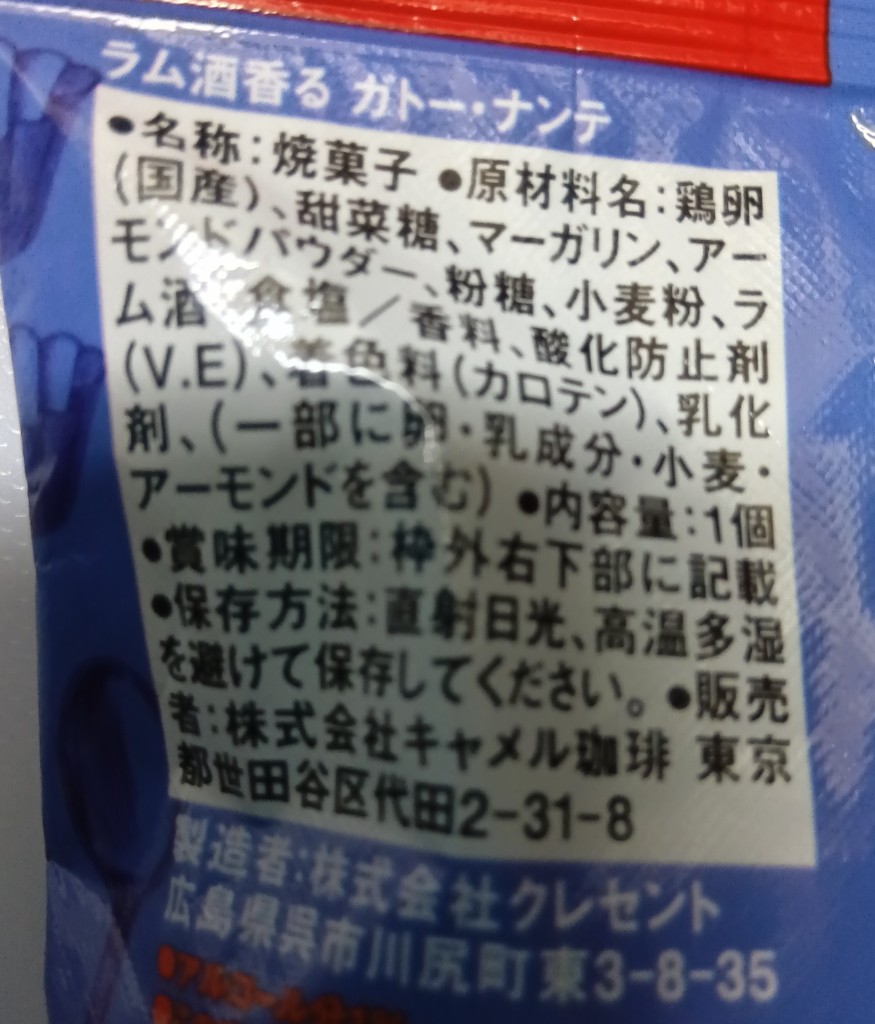 ラム酒香る ガトー・ナンテ
●名称:焼菓子 ●原材料名:鶏卵
(国産)、甜菜糖、マーガリン、アー
モンドパウダー、粉糖、小麦粉、ラ
ム酒、食塩/香料、酸化防止剤
(V.E)、着色料(カロテン)、乳化
剤、(一部に卵・乳成分・小麦・
アーモンドを含む) ●内容量:1個
●賞味期限:枠外右下部に記載
●保存方法:直射日光、高温多湿
を避けて保存してください。●販売
者:株式会社キャメル珈琲 東京
都世田谷区代田2-31-8
製造者:株式会社クレセント
広島県呉市川尻町東3-8-35